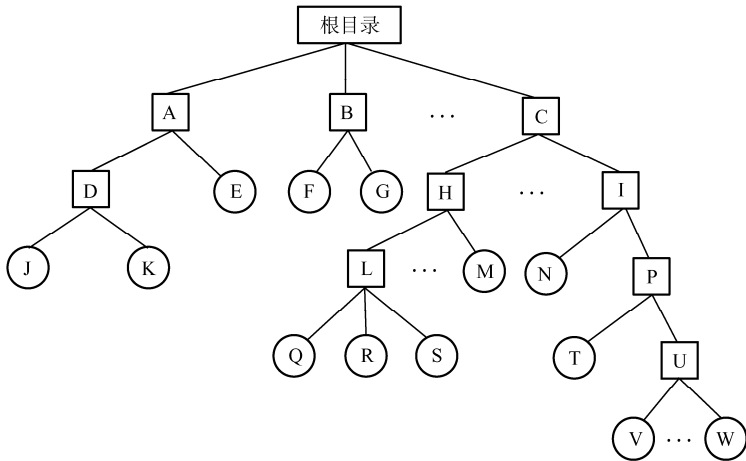 根目录
A B ··· C
D E F G H ··· I
J K L ··· M N P
Q R S T U
V ··· W